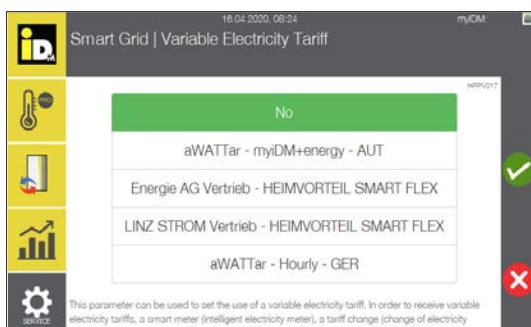 16.04.2020, 08:24
myIDM:
iDM
Smart Grid | Variable Electricity Tariff
HPPV017
PRO
No
aWATTar - myiDM+energy - AUT
Energie AG Vertrieb - HEIMVORTEIL SMART FLEX
LINZ STROM Vertrieb - HEIMVORTEIL SMART FLEX
aWATTar - Hourly - GER
SERVICE
This parameter can be used to set the use of a variable electricity tariff. In order to receive variable
electricity tariffs, a smart meter (intelligent electricity meter), a tariff change (change of electricity